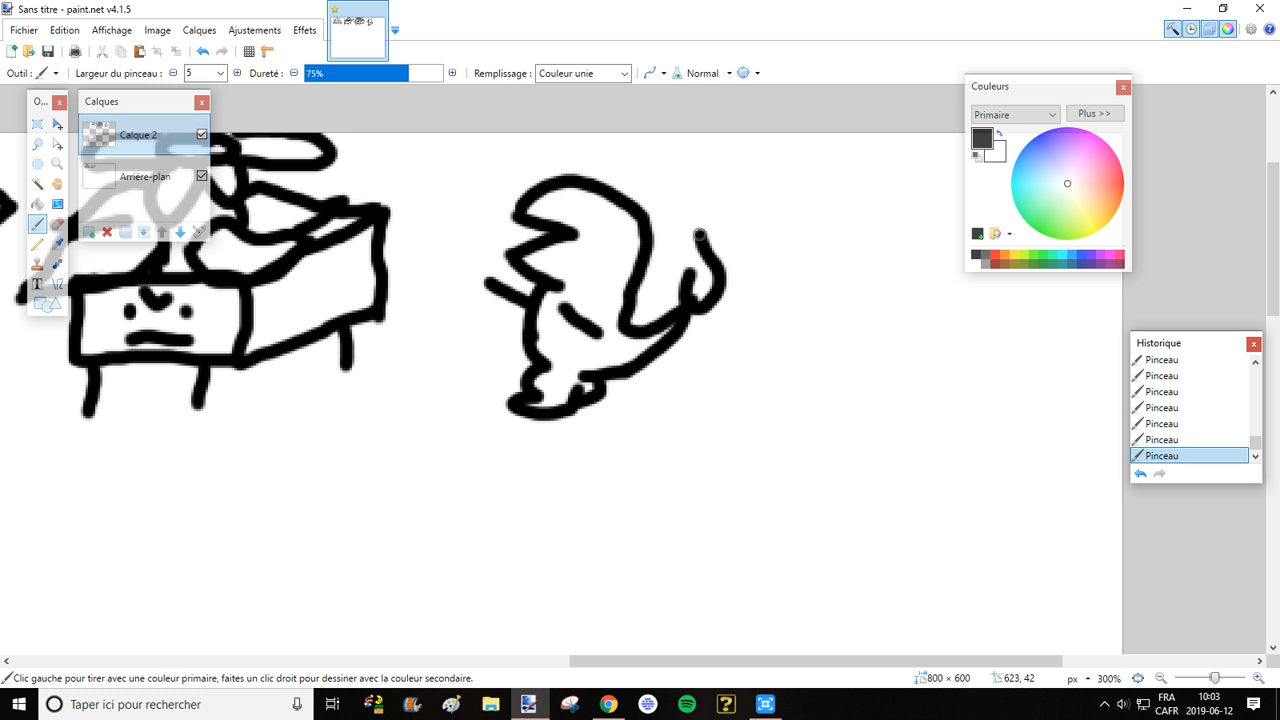 Sans titre - paint.net v4.1.5
Fichier Edition Affichage Image Calques Ajustements Effets
Outil : Largeur du pinceau : 5 Dureté : 75% Remplissage : Couleur unie Normal
O... Calques
Calque 2
Arrière-plan
Couleurs
Primaire Plus >>
Historique
Pinceau
Pinceau
Pinceau
Pinceau
Pinceau
Pinceau
Pinceau
Clic gauche pour tirer avec une couleur primaire, faites un clic droit pour dessiner avec la couleur secondaire. 800 × 600 623, 42 px 300%
Taper ici pour rechercher
FRA 10:03
CAFR 2019-06-12